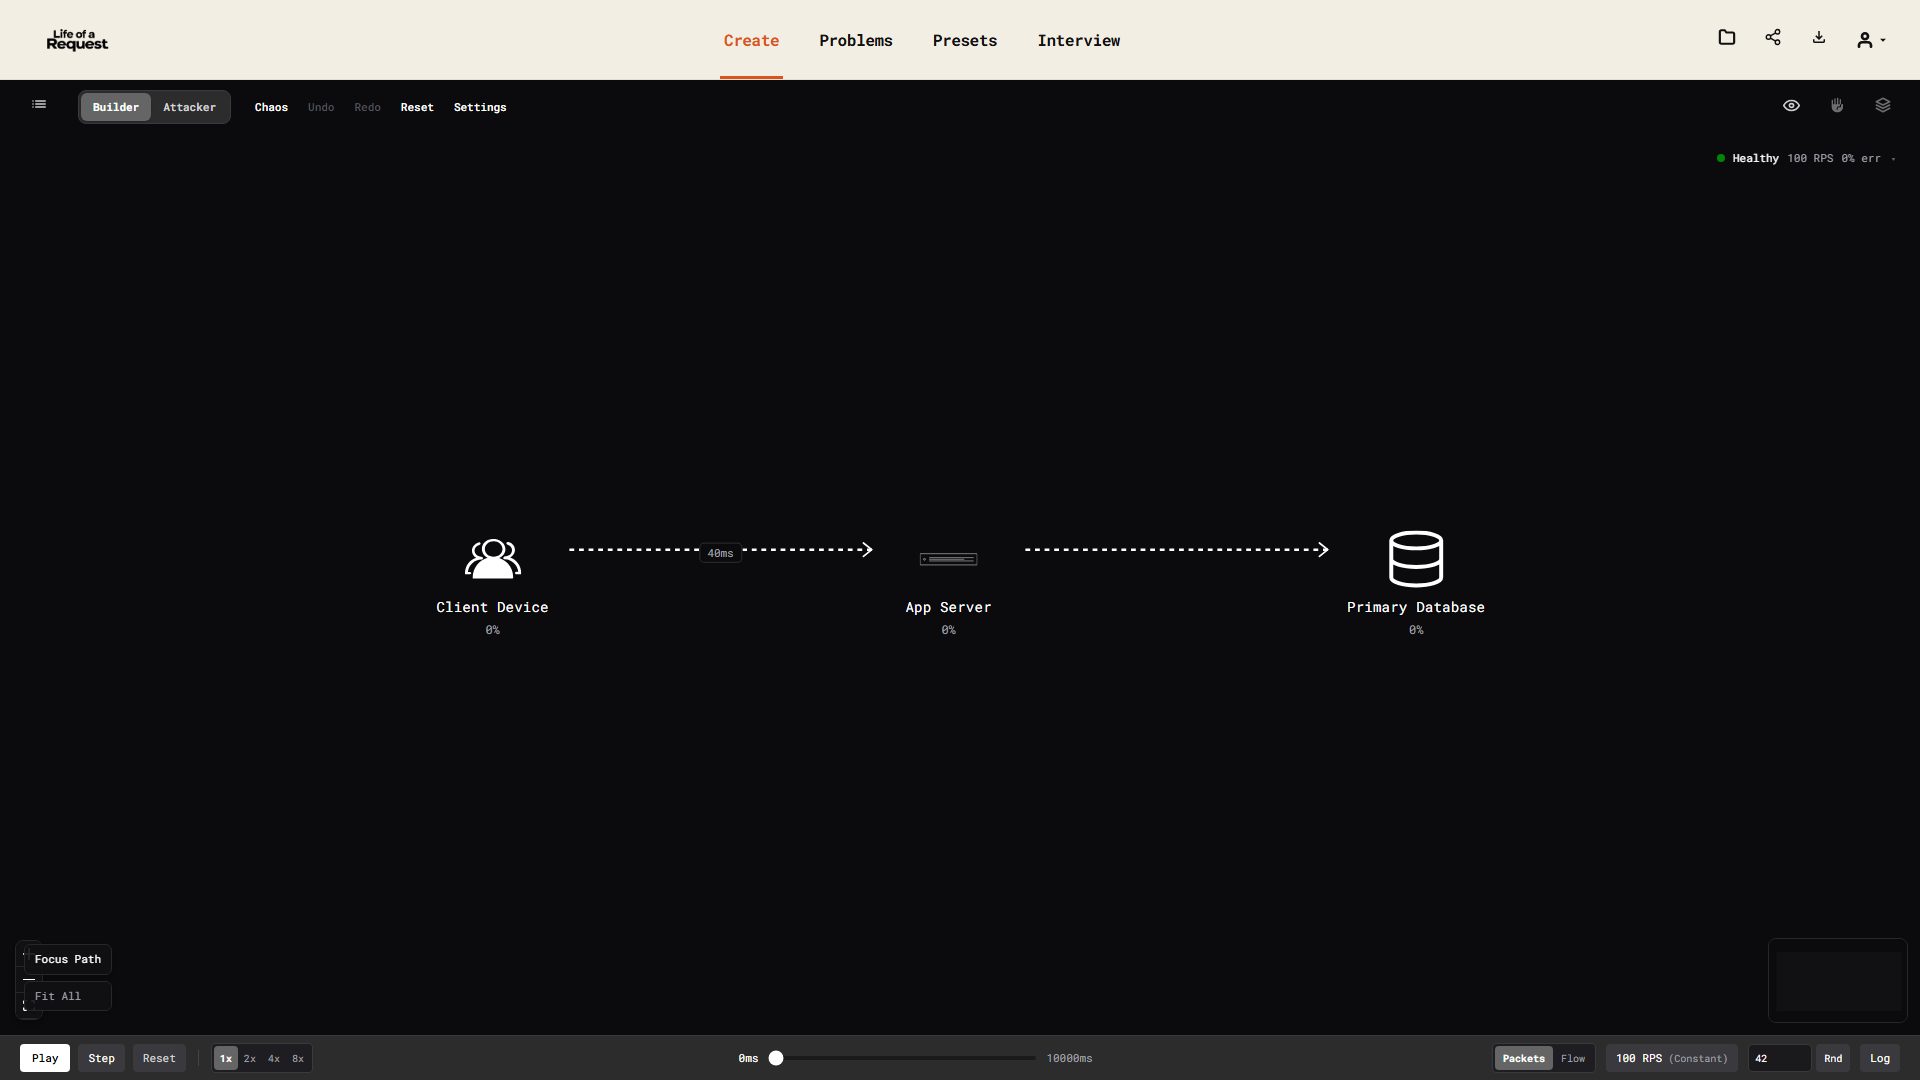 Life of a
Request
Create Problems Presets Interview
Builder Attacker Chaos Undo Redo Reset Settings
Healthy 100 RPS 0% err
40ms
Client Device App Server Primary Database
0% 0% 0%
Focus Path
Fit All
Play Step Reset 1x 2x 4x 8x 0ms 10000ms Packets Flow 100 RPS (Constant) 42 Rnd Log